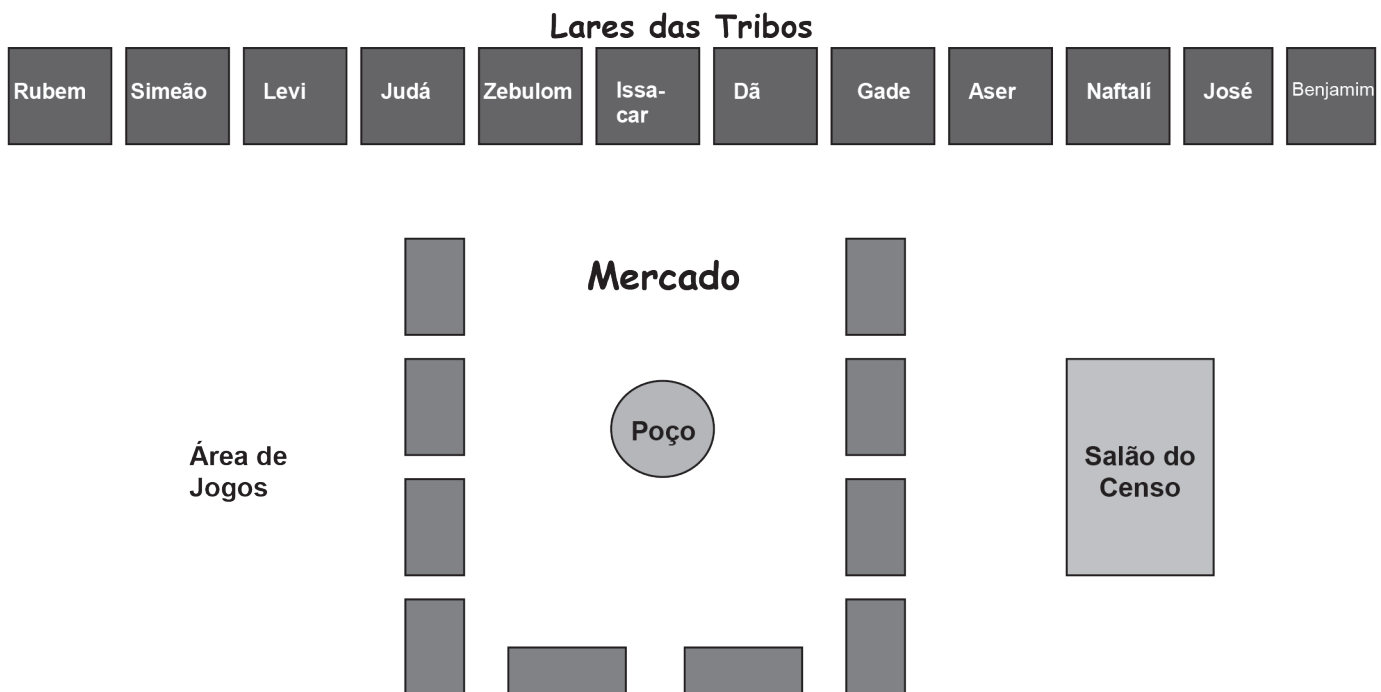 Lares das Tribos
Rubem
Simeão
Levi
Judá
Zebulom
Issa-
car
Dã
Gade
Aser
Naftalí
José
Benjamim
Mercado
Poço
Área de
Jogos
Salão do
Censo